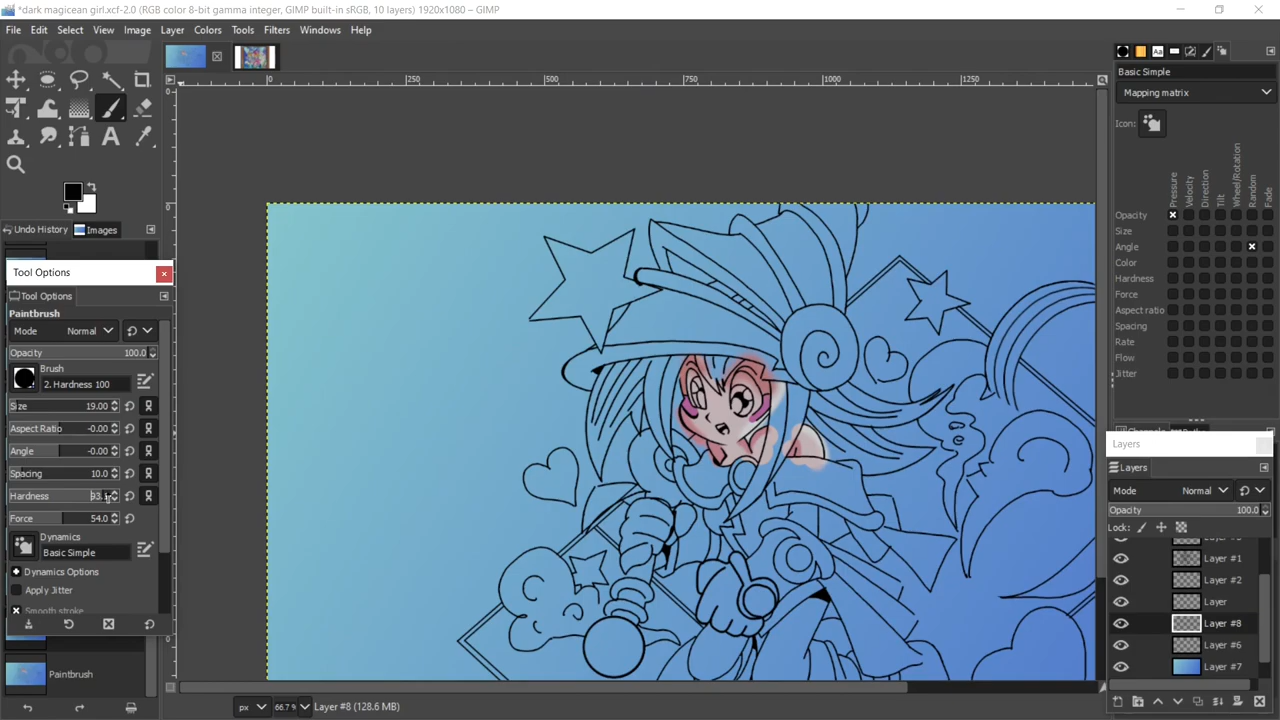 *dark magicean girl.xcf-2.0 (RGB color 8-bit gamma integer, GIMP built-in sRGB, 10 layers) 1920x1080 – GIMP
File Edit Select View Image Layer Colors Tools Filters Windows Help
0 250 500 750 1000 1250
Basic Simple
Mapping matrix
Icon:
Pressure Velocity Direction Tilt Wheel/Rotation Random Fade
Opacity
Size
Angle
Color
Hardness
Force
Aspect ratio
Spacing
Rate
Flow
Jitter
Undo History Images
Tool Options
Tool Options
Paintbrush
Mode Normal
Opacity 100.0
Brush
2. Hardness 100
Size 19.00
Aspect Ratio -0.00
Angle -0.00
Spacing 10.0
Hardness
Force 54.0
Dynamics
Basic Simple
Dynamics Options
Apply Jitter
Smooth stroke
Paintbrush
Layers
Layers
Mode Normal
Opacity 100.0
Lock:
Layer #1
Layer #2
Layer
Layer #8
Layer #6
Layer #7
px 66.7 % Layer #8 (128.6 MB)